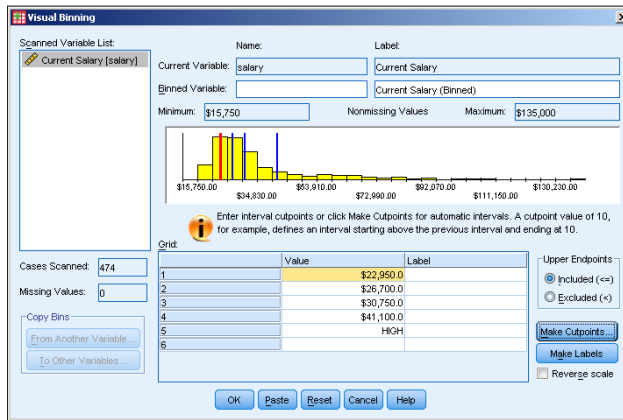 Visual Binning
Scanned Variable List:
Current Salary [salary]
Name:
Label:
Current Variable:
salary
Current Salary
Binned Variable:
Current Salary (Binned)
Minimum:
$15,750
Nonmissing Values
Maximum:
$135,000
$15,750.00
$34,830.00
$53,910.00
$72,990.00
$92,070.00
$111,150.00
$130,230.00
Enter interval cutpoints or click Make Cutpoints for automatic intervals. A cutpoint value of 10,
for example, defines an interval starting above the previous interval and ending at 10.
Grid:
Value
Label
1
$22,950.0
2
$26,700.0
3
$30,750.0
4
$41,100.0
5
HIGH
6
Cases Scanned:
474
Missing Values:
0
Copy Bins
From Another Variable...
To Other Variables...
Upper Endpoints
Included (<=)
Excluded (<)
Make Cutpoints...
Make Labels
Reverse scale
OK
Paste
Reset
Cancel
Help